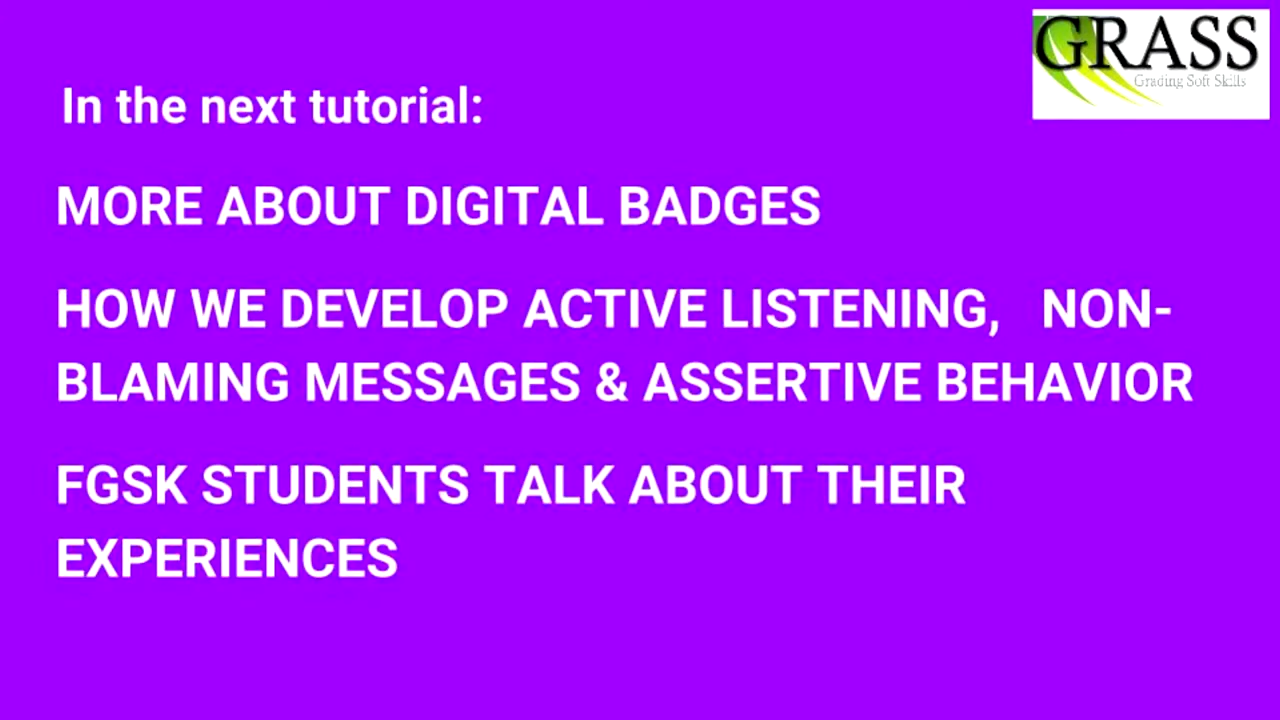 GRASS
Grading Soft Skills
In the next tutorial:
MORE ABOUT DIGITAL BADGES
HOW WE DEVELOP ACTIVE LISTENING, NON-
BLAMING MESSAGES & ASSERTIVE BEHAVIOR
FGSK STUDENTS TALK ABOUT THEIR
EXPERIENCES